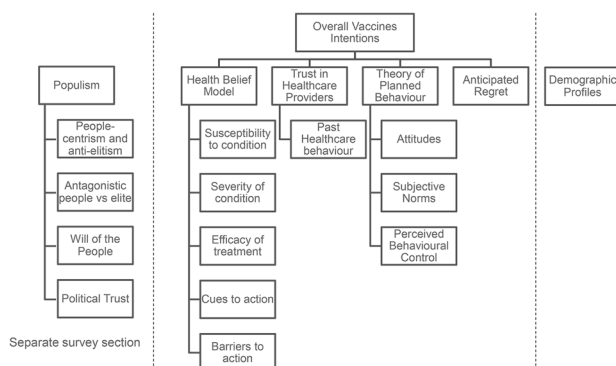 Overall Vaccines
Intentions
Populism
Health Belief
Model
Trust in
Healthcare
Providers
Theory of
Planned
Behaviour
Anticipated
Regret
Demographic
Profiles
People-
centrism and
anti-elitism
Antagonistic
people vs elite
Will of the
People
Political Trust
Separate survey section
Susceptibility
to condition
Severity of
condition
Efficacy of
treatment
Cues to action
Barriers to
action
Past
Healthcare
behaviour
Attitudes
Subjective
Norms
Perceived
Behavioural
Control